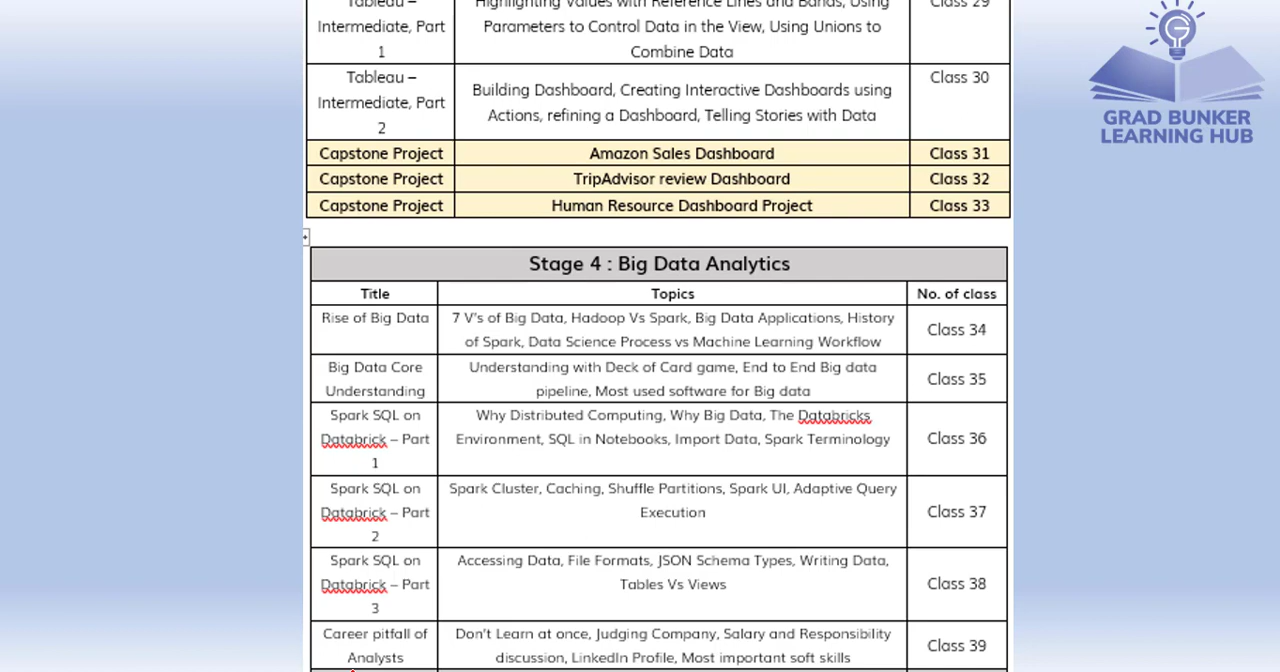 Tableau –
Intermediate, Part
1
Highlighting Values with Reference Lines and Bands, Using
Parameters to Control Data in the View, Using Unions to
Combine Data
Class 29
Tableau –
Intermediate, Part
2
Building Dashboard, Creating Interactive Dashboards using
Actions, refining a Dashboard, Telling Stories with Data
Class 30
Capstone Project
Amazon Sales Dashboard
Class 31
Capstone Project
TripAdvisor review Dashboard
Class 32
Capstone Project
Human Resource Dashboard Project
Class 33
Stage 4 : Big Data Analytics
Title
Topics
No. of class
Rise of Big Data
7 V's of Big Data, Hadoop Vs Spark, Big Data Applications, History
of Spark, Data Science Process vs Machine Learning Workflow
Class 34
Big Data Core
Understanding
Understanding with Deck of Card game, End to End Big data
pipeline, Most used software for Big data
Class 35
Spark SQL on
Databrick – Part
1
Why Distributed Computing, Why Big Data, The Databricks
Environment, SQL in Notebooks, Import Data, Spark Terminology
Class 36
Spark SQL on
Databrick – Part
2
Spark Cluster, Caching, Shuffle Partitions, Spark UI, Adaptive Query
Execution
Class 37
Spark SQL on
Databrick – Part
3
Accessing Data, File Formats, JSON Schema Types, Writing Data,
Tables Vs Views
Class 38
Career pitfall of
Analysts
Don't Learn at once, Judging Company, Salary and Responsibility
discussion, LinkedIn Profile, Most important soft skills
Class 39
GRAD BUNKER
LEARNING HUB